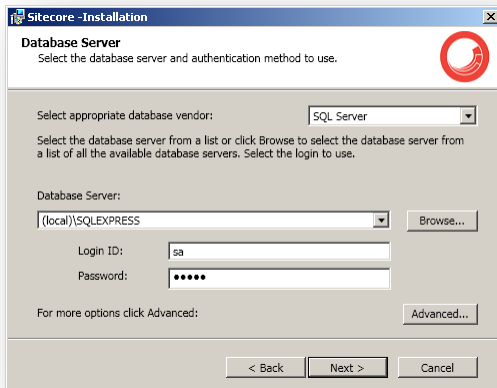 Sitecore -Installation
Database Server
Select the database server and authentication method to use.
Select appropriate database vendor:
SQL Server
Select the database server from a list or click Browse to select the database server from
a list of all the available database servers. Select the login to use.
Database Server:
(local)\SQLEXPRESS
Browse...
Login ID:
sa
Password:
●●●●●
For more options click Advanced:
Advanced...
< Back
Next >
Cancel